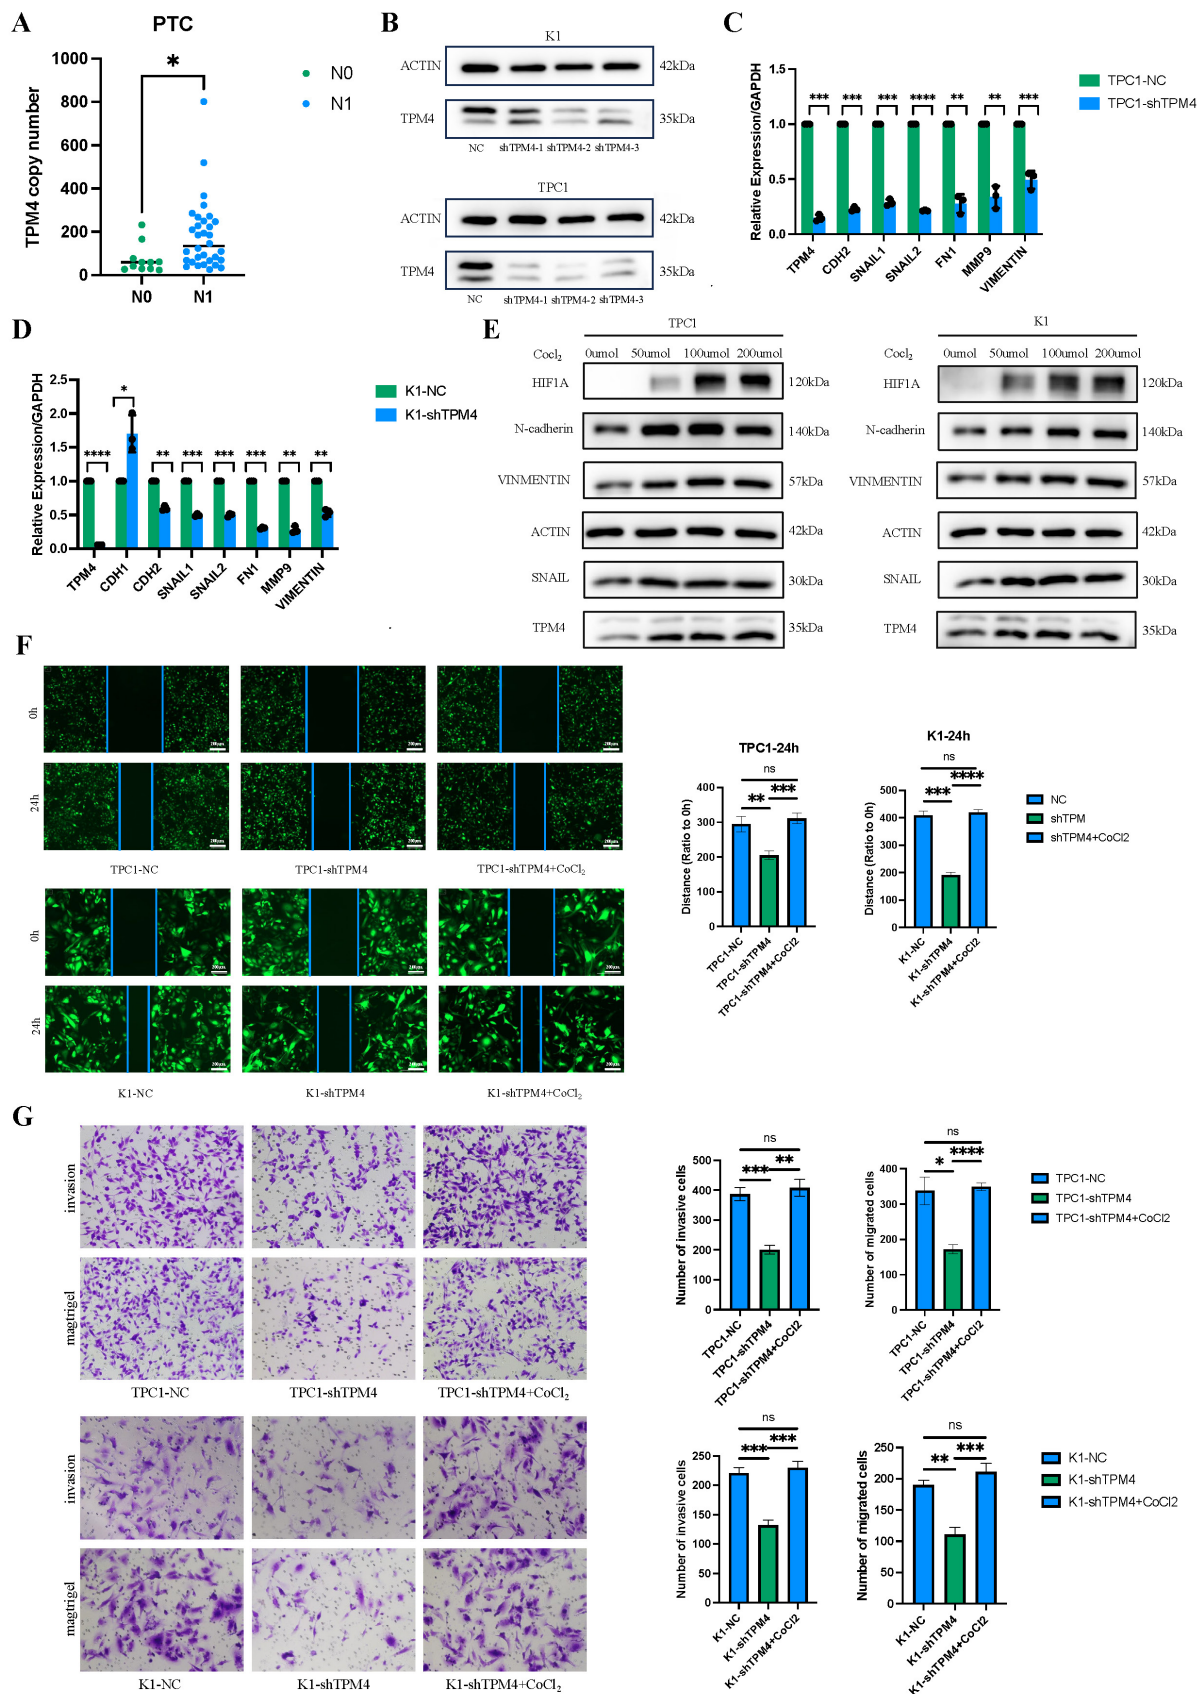 A
PTC
1000
800
600
400
200
0
TPM4 copy number
*
N0
N1
N0 N1
B
K1
ACTIN 42kDa
TPM4 35kDa
NC shTPM4-1 shTPM4-2 shTPM4-3
TPC1
ACTIN 42kDa
TPM4 35kDa
NC shTPM4-1 shTPM4-2 shTPM4-3
C
Relative Expression/GAPDH
1.5
1.0
0.5
0.0
*** *** *** **** ** ** ***
TPM4 CDH2 SNAIL1 SNAIL2 FN1 MMP9 VIMENTIN
TPC1-NC
TPC1-shTPM4
D
Relative Expression/GAPDH
2.5
2.0
1.5
1.0
0.5
0.0
**** * ** *** *** *** ** **
TPM4 CDH1 CDH2 SNAIL1 SNAIL2 FN1 MMP9 VIMENTIN
K1-NC
K1-shTPM4
E
TPC1
Cocl2 0umol 50umol 100umol 200umol
HIF1A 120kDa
N-cadherin 140kDa
VINMENTIN 57kDa
ACTIN 42kDa
SNAIL 30kDa
TPM4 35kDa
K1
Cocl2 0umol 50umol 100umol 200umol
HIF1A 120kDa
N-cadherin 140kDa
VINMENTIN 57kDa
ACTIN 42kDa
SNAIL 30kDa
TPM4 35kDa
F
0h
200μm 200μm 200μm
24h
200μm 200μm 200μm
TPC1-NC TPC1-shTPM4 TPC1-shTPM4+CoCl2
0h
200μm 200μm 200μm
24h
200μm 200μm 200μm
K1-NC K1-shTPM4 K1-shTPM4+CoCl2
TPC1-24h
Distance (Ratio to 0h)
400
300
200
100
0
ns
** ***
TPC1-NC TPC1-shTPM4 TPC1-shTPM4+CoCl2
K1-24h
Distance (Ratio to 0h)
500
400
300
200
100
0
ns
*** ****
K1-NC K1-shTPM4 K1-shTPM4+CoCl2
NC
shTPM
shTPM4+CoCl2
G
invasion
magtrigel
TPC1-NC TPC1-shTPM4 TPC1-shTPM4+CoCl2
invasion
magtrigel
K1-NC K1-shTPM4 K1-shTPM4+CoCl2
Number of invasive cells
500
400
300
200
100
0
ns
*** **
TPC1-NC TPC1-shTPM4 TPC1-shTPM4+CoCl2
Number of migrated cells
400
300
200
100
0
ns
* ****
TPC1-NC TPC1-shTPM4 TPC1-shTPM4+CoCl2
TPC1-NC
TPC1-shTPM4
TPC1-shTPM4+CoCl2
Number of invasive cells
250
200
150
100
50
0
ns
*** ***
K1-NC K1-shTPM4 K1-shTPM4+CoCl2
Number of migrated cells
250
200
150
100
50
0
ns
** ***
K1-NC K1-shTPM4 K1-shTPM4+CoCl2
K1-NC
K1-shTPM4
K1-shTPM4+CoCl2